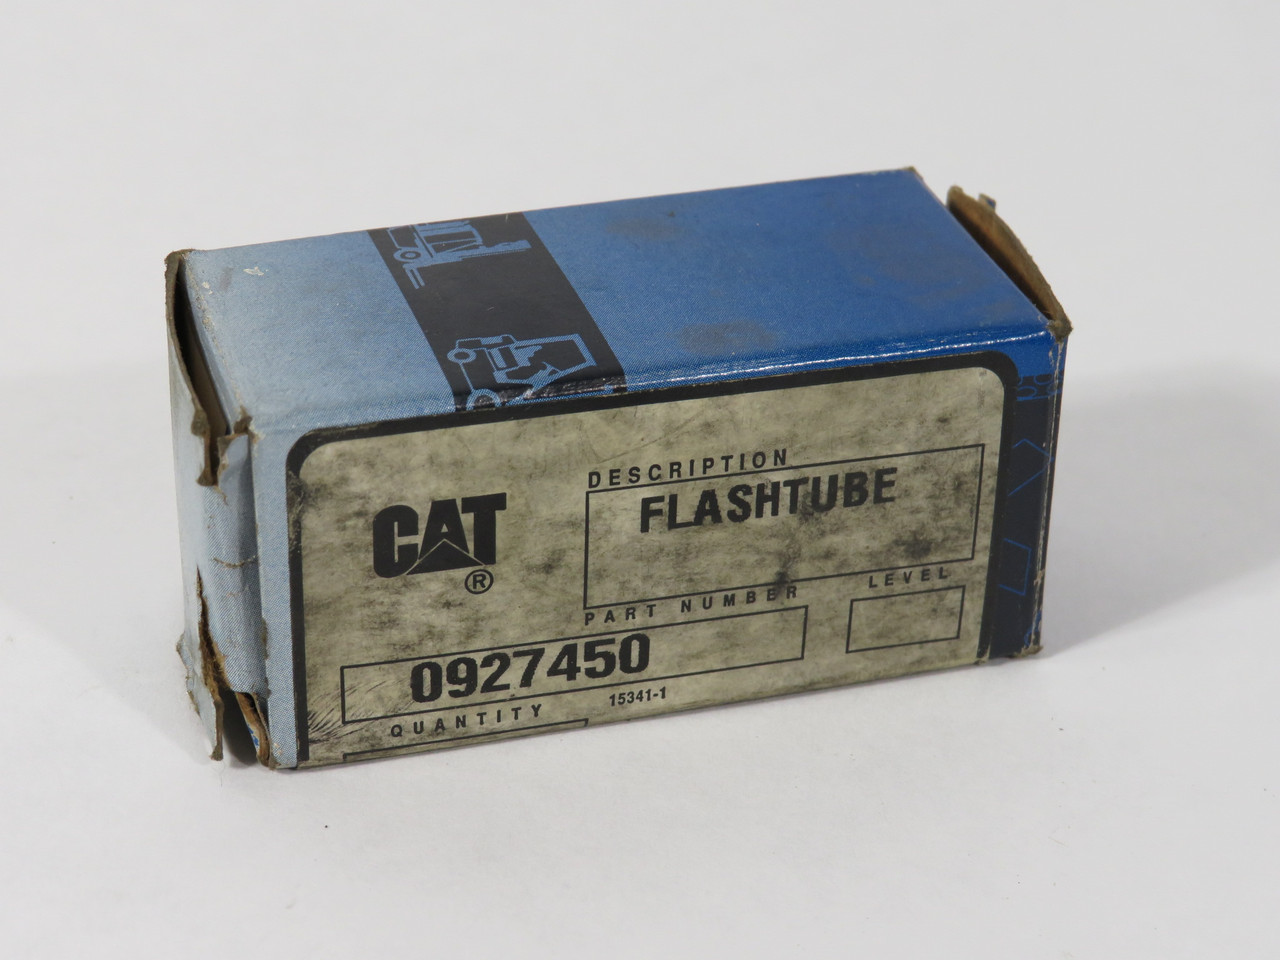 CAT®
DESCRIPTION
FLASHTUBE
PART NUMBER
LEVEL
0927450
QUANTITY
15341-1